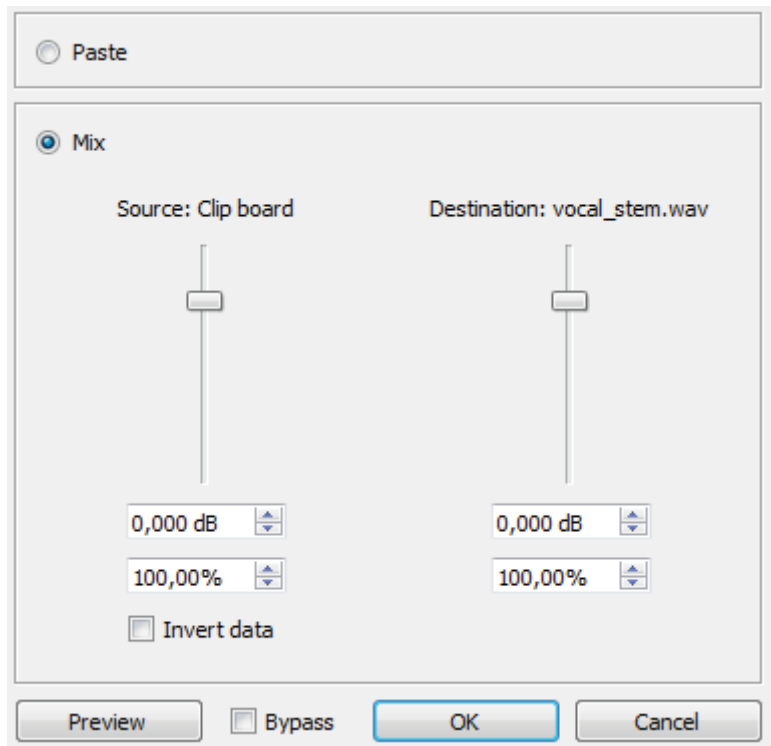 Paste
Mix
Source: Clip board Destination: vocal_stem.wav
0,000 dB 0,000 dB
100,00% 100,00%
Invert data
Preview Bypass OK Cancel